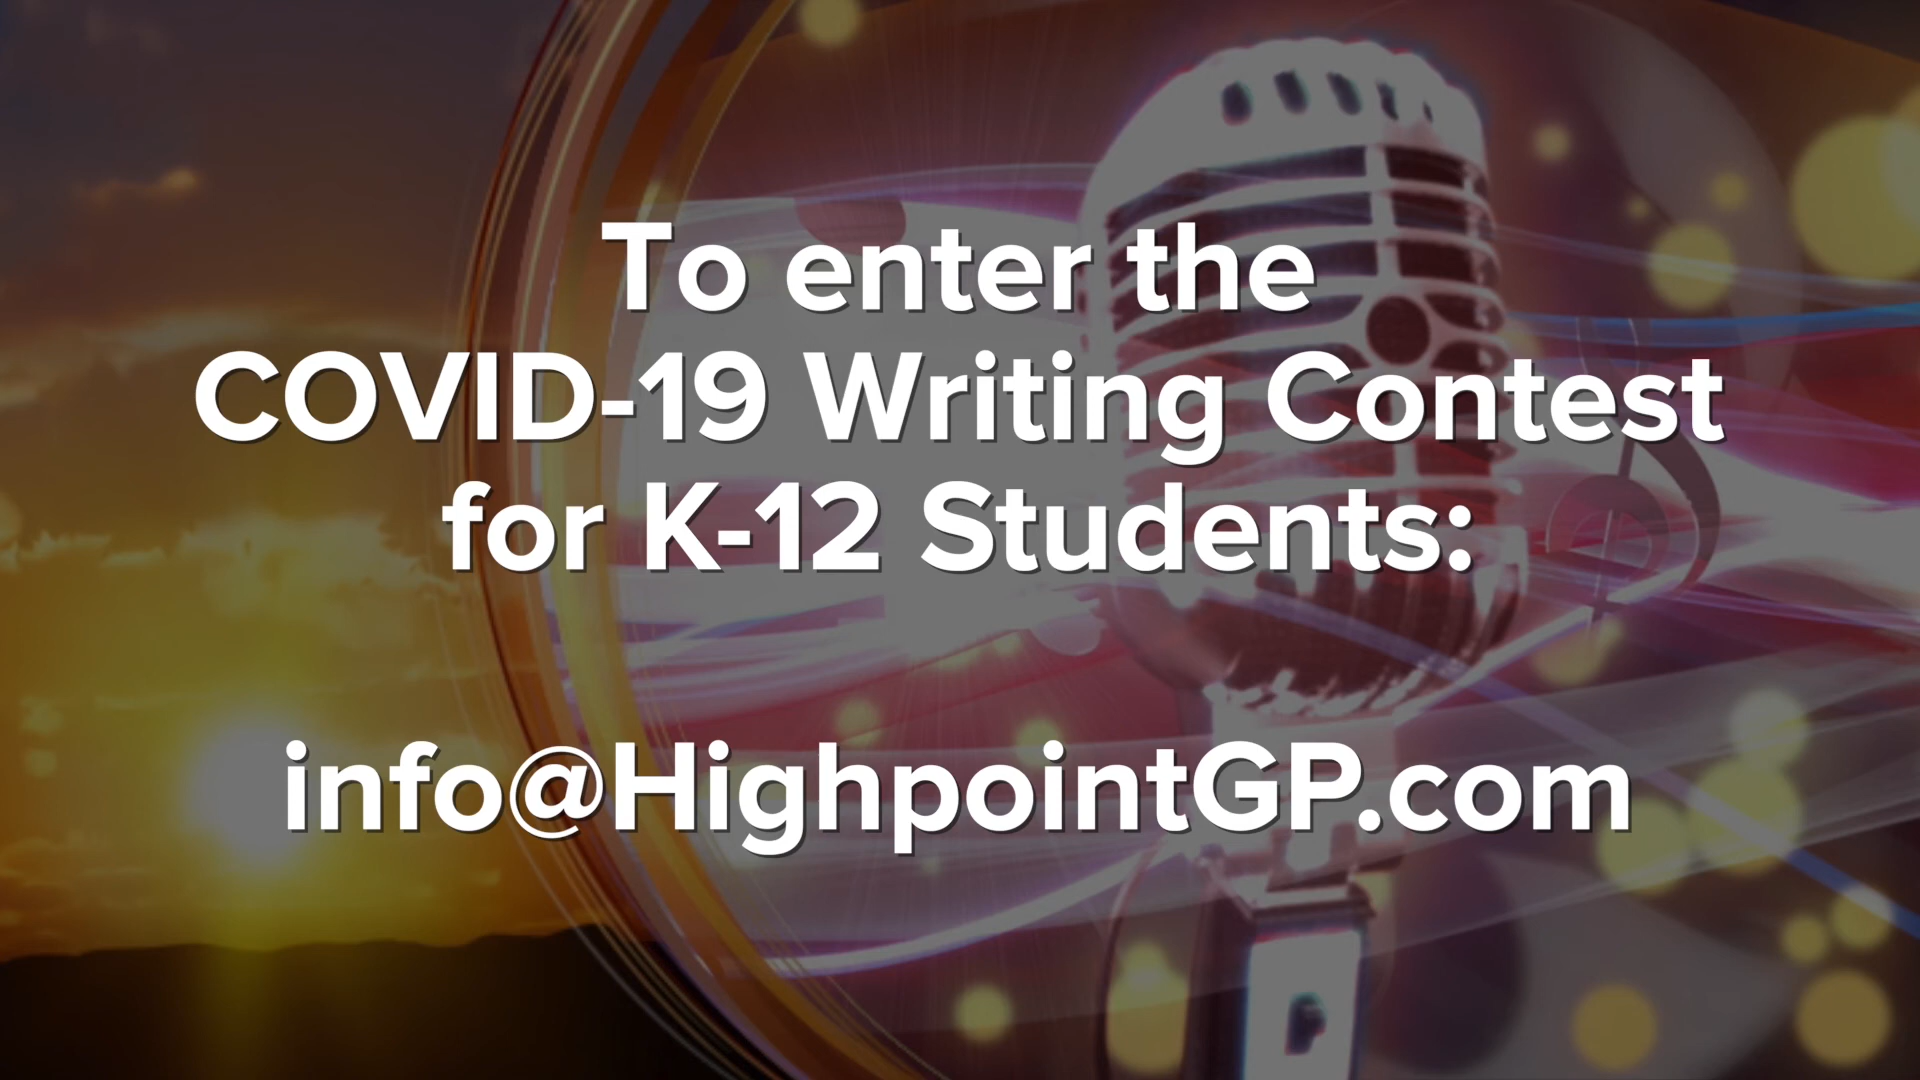 To enter the
COVID-19 Writing Contest
for K-12 Students:
info@HighpointGP.com